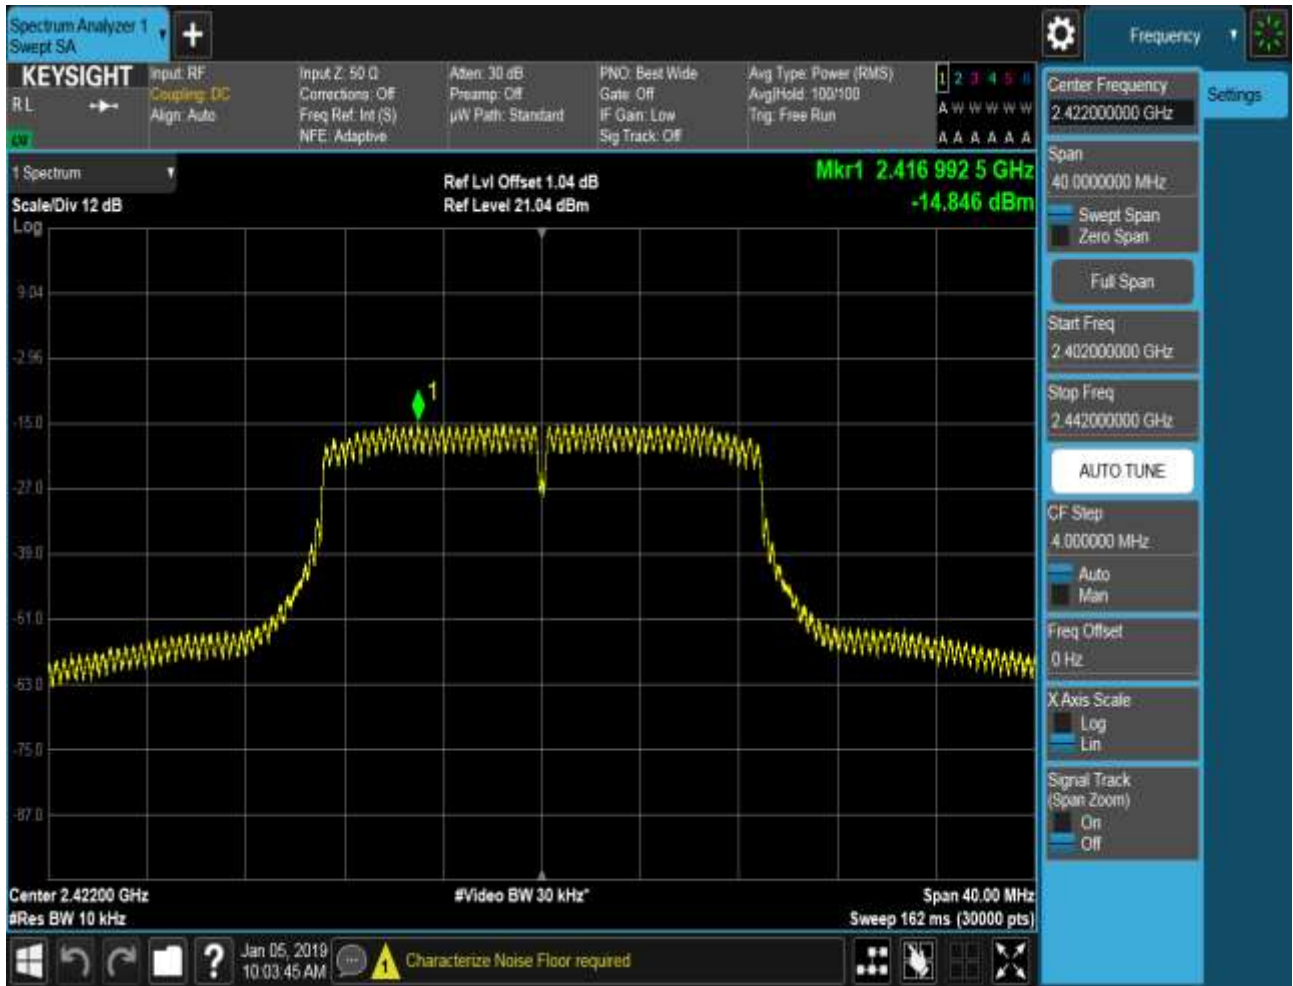 Spectrum Analyzer 1
Swept SA
+
Frequency
KEYSIGHT
RL
Input: RF
Coupling: DC
Align: Auto
Input Z: 50 Ω
Corrections: Off
Freq Ref: Int (S)
NFE: Adaptive
Atten: 30 dB
Preamp: Off
µW Path: Standard
PNO: Best Wide
Gate: Off
IF Gain: Low
Sig Track: Off
Avg Type: Power (RMS)
Avg|Hold: 100/100
Trig: Free Run
1 2 3 4 5 6
A W W W W W
A A A A A A
1 Spectrum
Scale/Div 12 dB
Log
Ref Lvl Offset 1.04 dB
Ref Level 21.04 dBm
Mkr1 2.416 992 5 GHz
-14.846 dBm
9.04
-2.96
-15.0
-27.0
-39.0
-51.0
-63.0
-75.0
-87.0
1
Center 2.42200 GHz
#Res BW 10 kHz
#Video BW 30 kHz*
Span 40.00 MHz
Sweep 162 ms (30000 pts)
Center Frequency
2.422000000 GHz
Settings
Span
40.0000000 MHz
Swept Span
Zero Span
Full Span
Start Freq
2.402000000 GHz
Stop Freq
2.442000000 GHz
AUTO TUNE
CF Step
4.000000 MHz
Auto
Man
Freq Offset
0 Hz
X Axis Scale
Log
Lin
Signal Track
(Span Zoom)
On
Off
?
Jan 05, 2019
10:03:45 AM
1
Characterize Noise Floor required